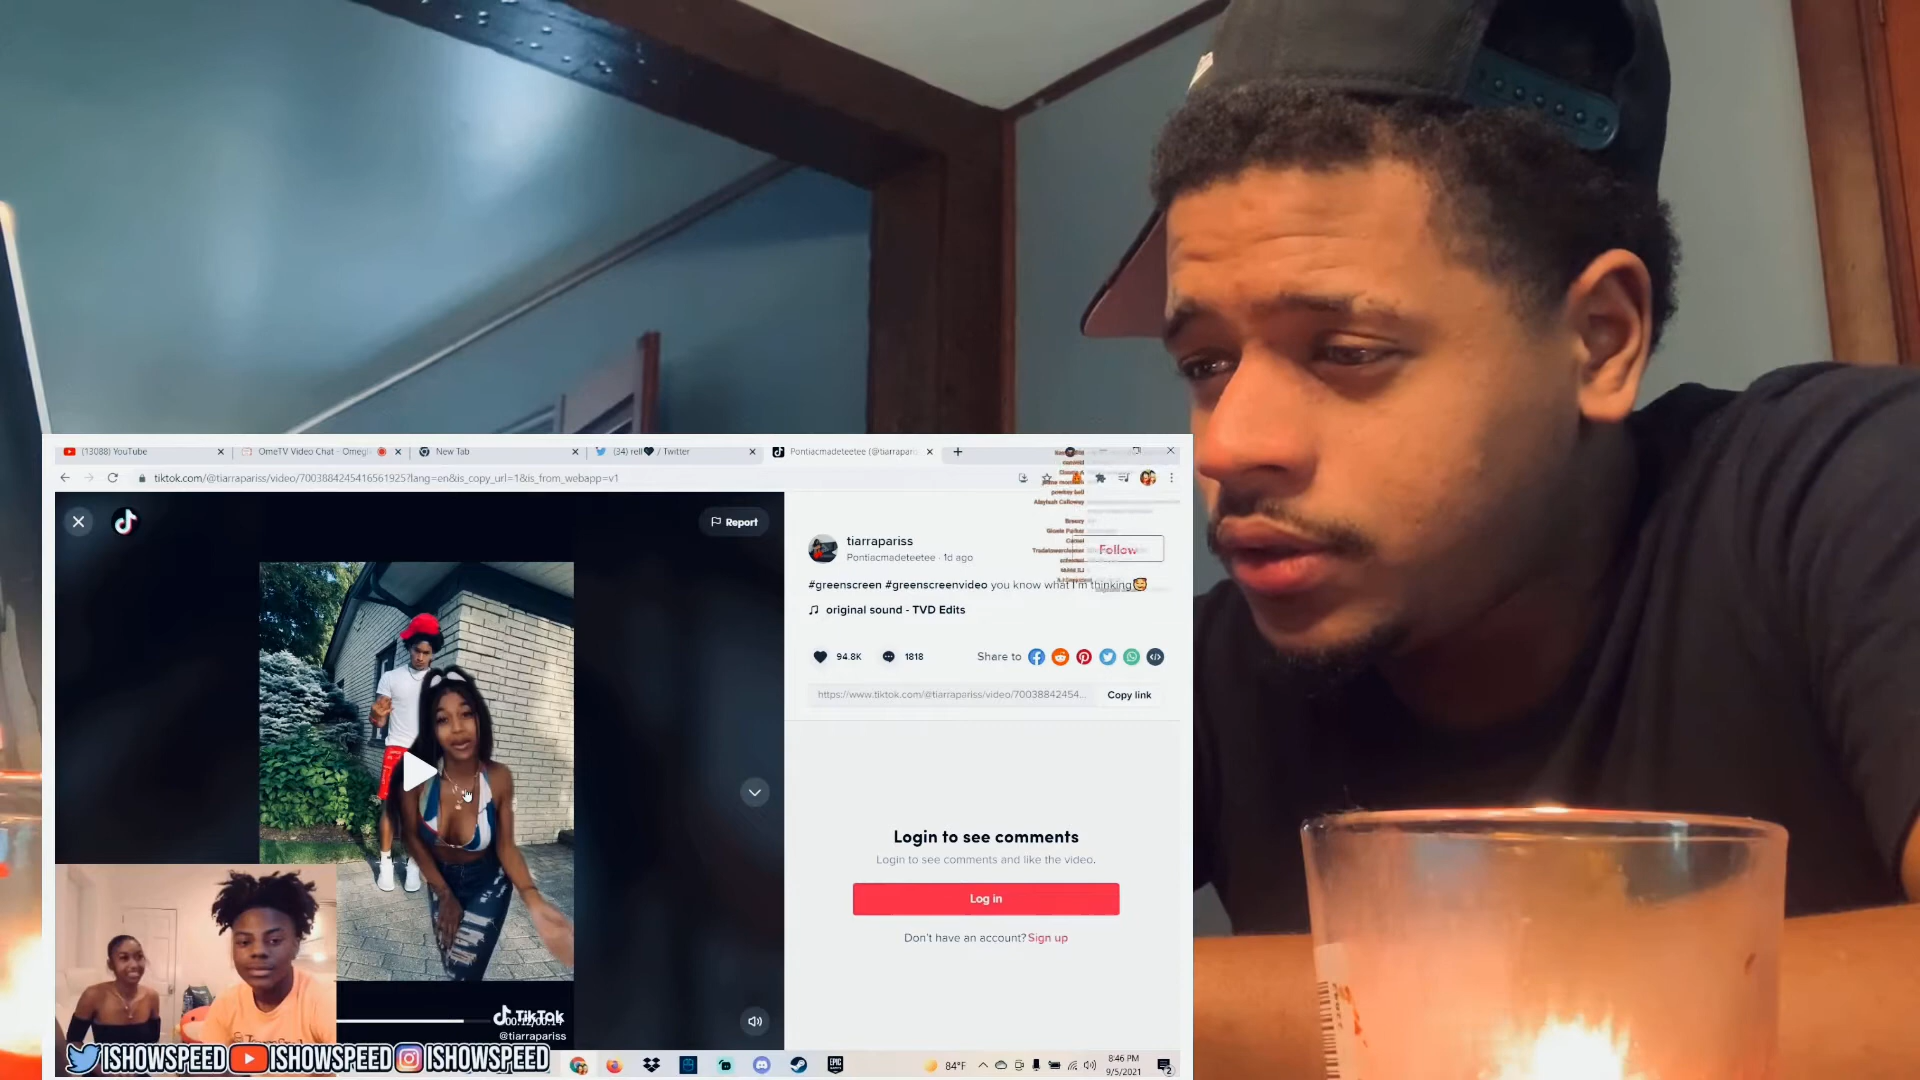 (13088) YouTube
OmeTV Video Chat - Omegl
New Tab
(34) rell🖤 / Twitter
Pontiacmadeteetee (@tiarrapari
tiktok.com/@tiarrapariss/video/7003884245416561925?lang=en&is_copy_url=1&is_from_webapp=v1
Report
tiarrapariss
Pontiacmadeteetee · 1d ago
Follow
#greenscreen #greenscreenvideo you know what I'm thinking🥰
original sound - TVD Edits
94.8K
1818
Share to
https://www.tiktok.com/@tiarrapariss/video/70038842454...
Copy link
Login to see comments
Login to see comments and like the video.
Log in
Don't have an account? Sign up
TikTok
@tiarrapariss
ISHOWSPEED
ISHOWSPEED
ISHOWSPEED
84°F
8:46 PM
9/5/2021